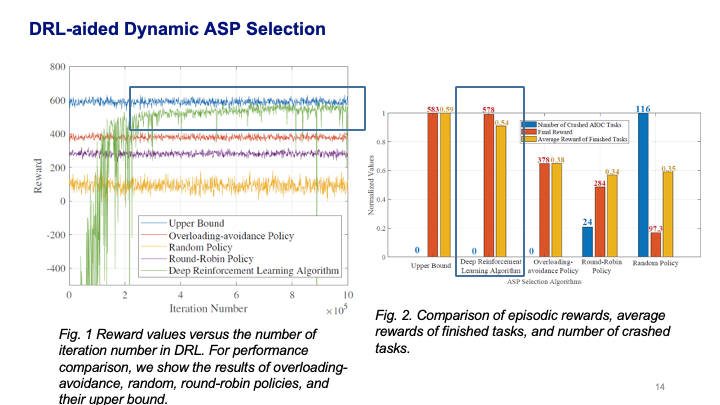 DRL-aided Dynamic ASP Selection
800
600
400
200
0
-200
-400
Reward
Upper Bound
Overloading-avoidance Policy
Random Policy
Round-Robin Policy
Deep Reinforcement Learning Algorithm
0 2 4 6 8 10
Iteration Number
×10⁵
Fig. 1 Reward values versus the number of
iteration number in DRL. For performance
comparison, we show the results of overloading-
avoidance, random, round-robin policies, and
their upper bound.
1
0.8
0.6
0.4
0.2
0
Normalized Values
Number of Crashed AIGC Tasks
Final Reward
Average Reward of Finished Tasks
0 583 0.59
0 578 0.54
0 378 0.38
24 284 0.34
116 97.3 0.35
Upper Bound
Deep Reinforcement
Learning Algorithm
Overloading-
avoidance Policy
Round-Robin
Policy
Random Policy
ASP Selection Algorithms
Fig. 2. Comparison of episodic rewards, average
rewards of finished tasks, and number of crashed
tasks.
14